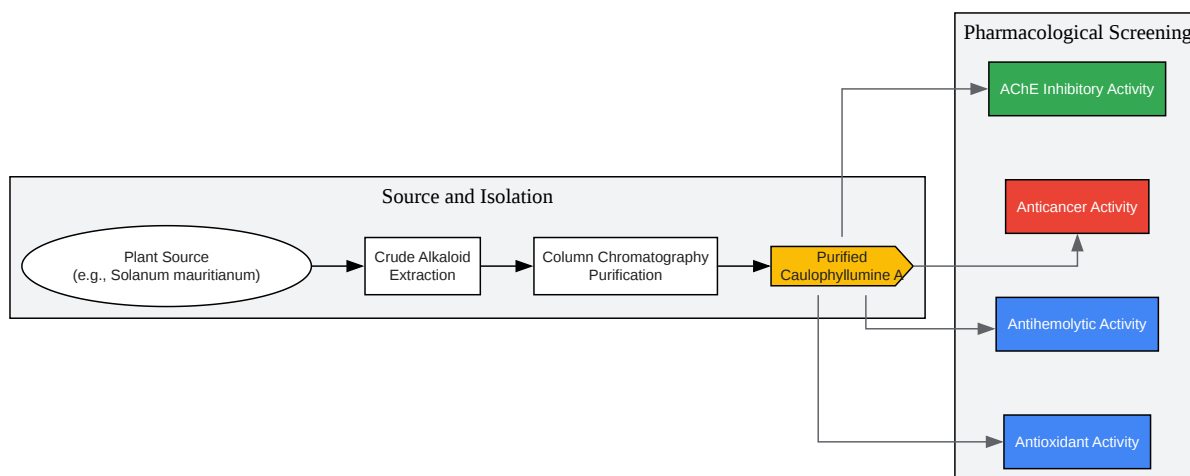 Pharmacological Screening
AChE Inhibitory Activity
Source and Isolation
Anticancer Activity
Plant Source
(e.g., Solanum mauritianum)
Crude Alkaloid
Extraction
Column Chromatography
Purification
Purified
Caulophyllumine A
Antihemolytic Activity
Antioxidant Activity